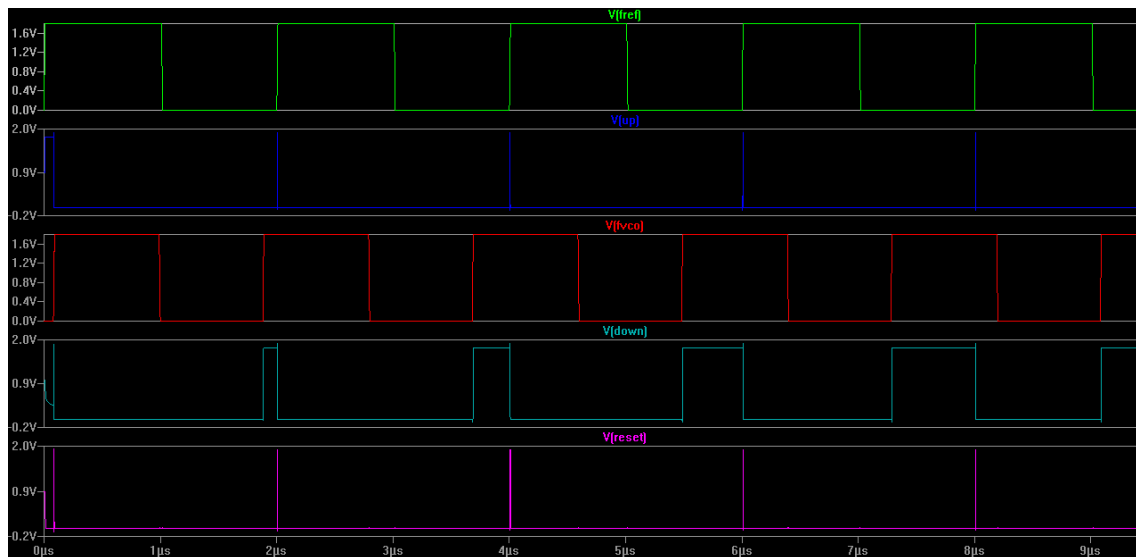 V(fref)
1.6V
1.2V
0.8V
0.4V
0.0V
V(up)
2.0V
0.9V
-0.2V
V(fvco)
1.6V
1.2V
0.8V
0.4V
0.0V
V(down)
2.0V
0.9V
-0.2V
V(reset)
2.0V
0.9V
-0.2V
0µs 1µs 2µs 3µs 4µs 5µs 6µs 7µs 8µs 9µs